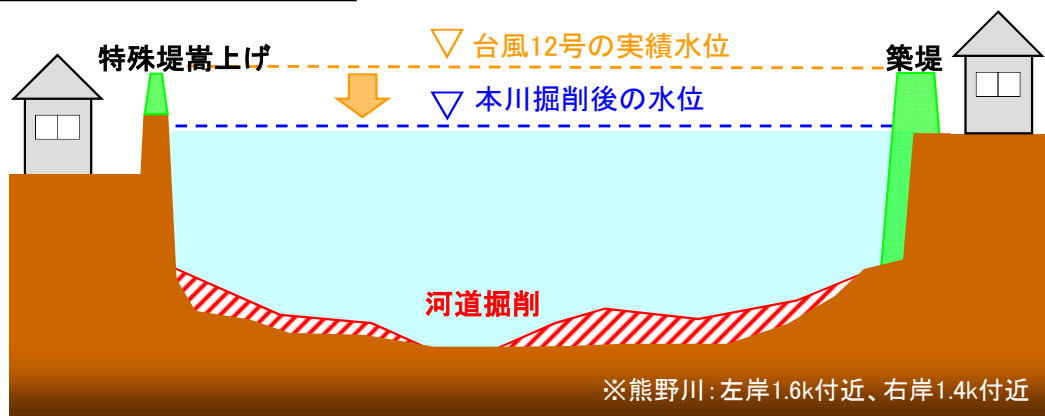 台風12号の実績水位
特殊堤嵩上げ
築堤
本川掘削後の水位
河道掘削
※熊野川：左岸1.6k付近、右岸1.4k付近